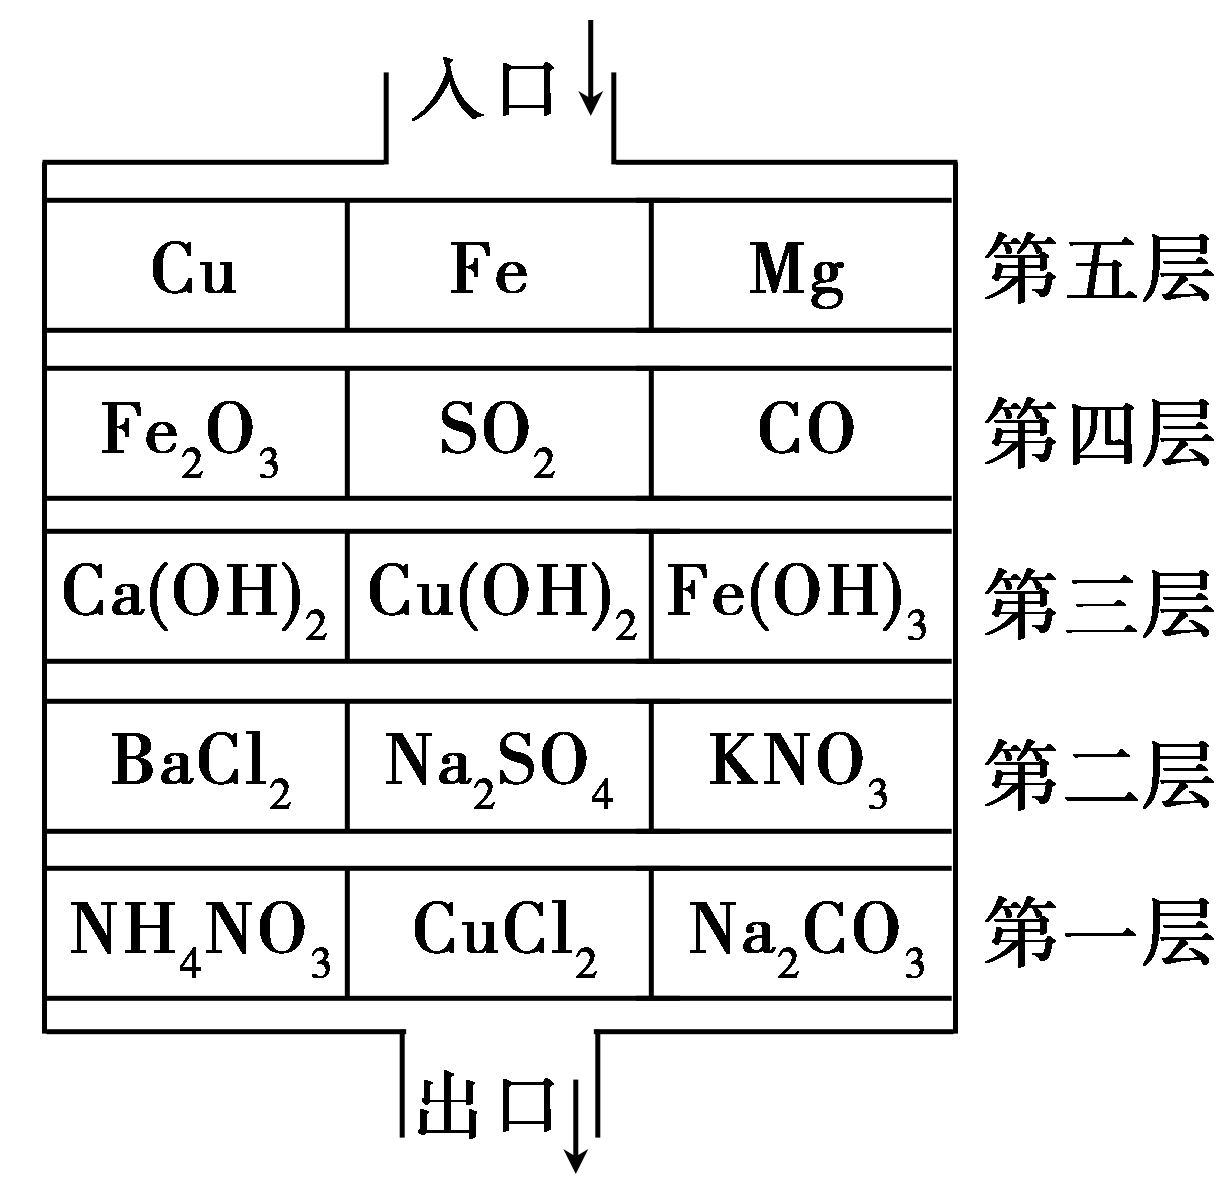 入口
Cu Fe Mg 第五层
Fe₂O₃ SO₂ CO 第四层
Ca(OH)₂ Cu(OH)₂ Fe(OH)₃ 第三层
BaCl₂ Na₂SO₄ KNO₃ 第二层
NH₄NO₃ CuCl₂ Na₂CO₃ 第一层
出口